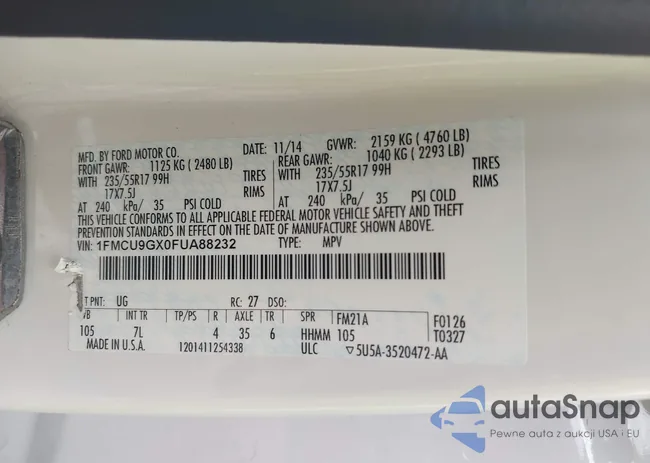 MFD. BY FORD MOTOR CO. DATE: 11/14 GVWR: 2159 KG ( 4760 LB)
FRONT GAWR: 1125 KG ( 2480 LB) REAR GAWR: 1040 KG ( 2293 LB)
WITH 235/55R17 99H TIRES WITH 235/55R17 99H TIRES
17X7.5J RIMS 17X7.5J RIMS
AT 240 kPa/ 35 PSI COLD AT 240 kPa/ 35 PSI COLD
THIS VEHICLE CONFORMS TO ALL APPLICABLE FEDERAL MOTOR VEHICLE SAFETY AND THEFT
PREVENTION STANDARDS IN EFFECT ON THE DATE OF MANUFACTURE SHOWN ABOVE.
VIN: 1FMCU9GX0FUA88232 TYPE: MPV
T PNT: UG RC: 27 DSO:
WB INT TR TP/PS R AXLE TR SPR FM21A F0126
105 7L 4 35 6 HHMM 105 T0327
MADE IN U.S.A. 1201411254338 ULC ▽5U5A-3520472-AA
autaSnap
Pewne auta z aukcji USA i EU